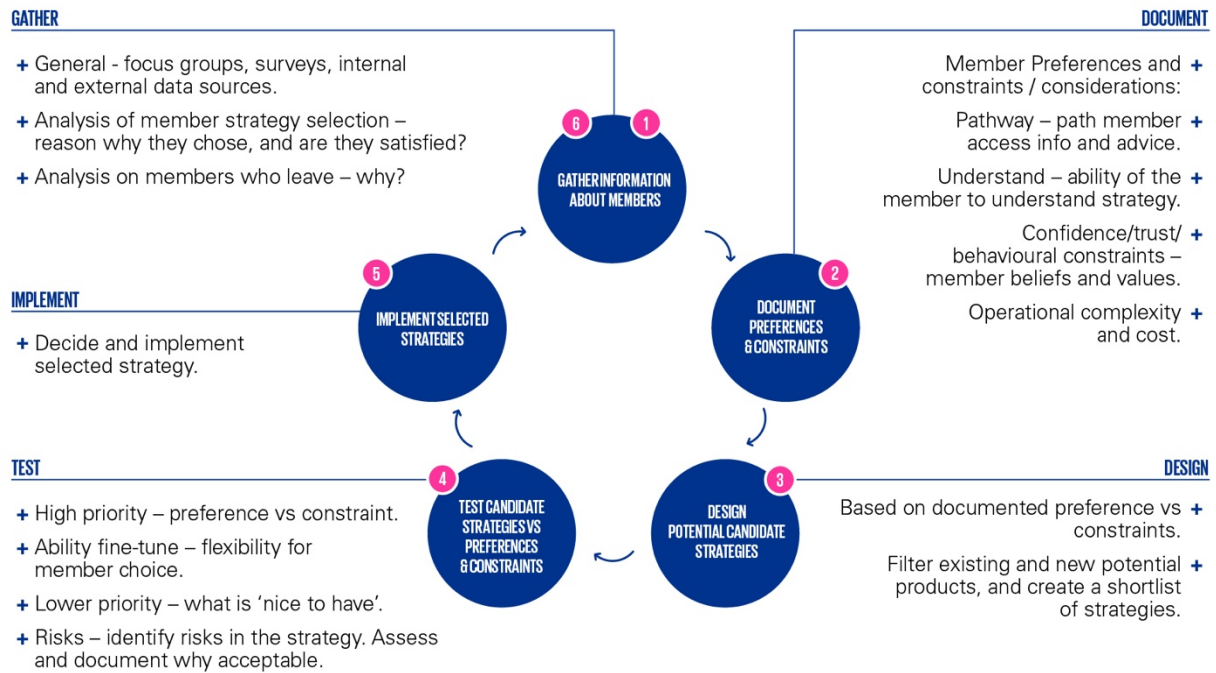 GATHER
+ General - focus groups, surveys, internal
and external data sources.
+ Analysis of member strategy selection –
reason why they chose, and are they satisfied?
+ Analysis on members who leave – why?
DOCUMENT
Member Preferences and +
constraints / considerations:
Pathway – path member +
access info and advice.
Understand – ability of the +
member to understand strategy.
Confidence/trust/ +
behavioural constraints –
member beliefs and values.
Operational complexity +
and cost.
6
1
GATHER INFORMATION
ABOUT MEMBERS
2
DOCUMENT
PREFERENCES
& CONSTRAINTS
5
IMPLEMENT SELECTED
STRATEGIES
IMPLEMENT
+ Decide and implement
selected strategy.
TEST
+ High priority – preference vs constraint.
+ Ability fine-tune – flexibility for
member choice.
+ Lower priority – what is ‘nice to have’.
+ Risks – identify risks in the strategy. Assess
and document why acceptable.
4
TEST CANDIDATE
STRATEGIES VS
PREFERENCES
& CONSTRAINTS
3
DESIGN
POTENTIAL CANDIDATE
STRATEGIES
DESIGN
Based on documented preference vs +
constraints.
Filter existing and new potential +
products, and create a shortlist
of strategies.